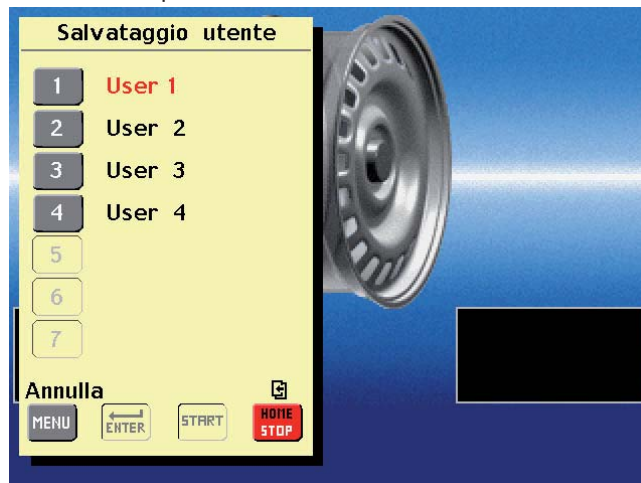 Salvataggio utente
1 User 1
2 User 2
3 User 3
4 User 4
5
6
7
Annulla
MENU ENTER START HOME STOP